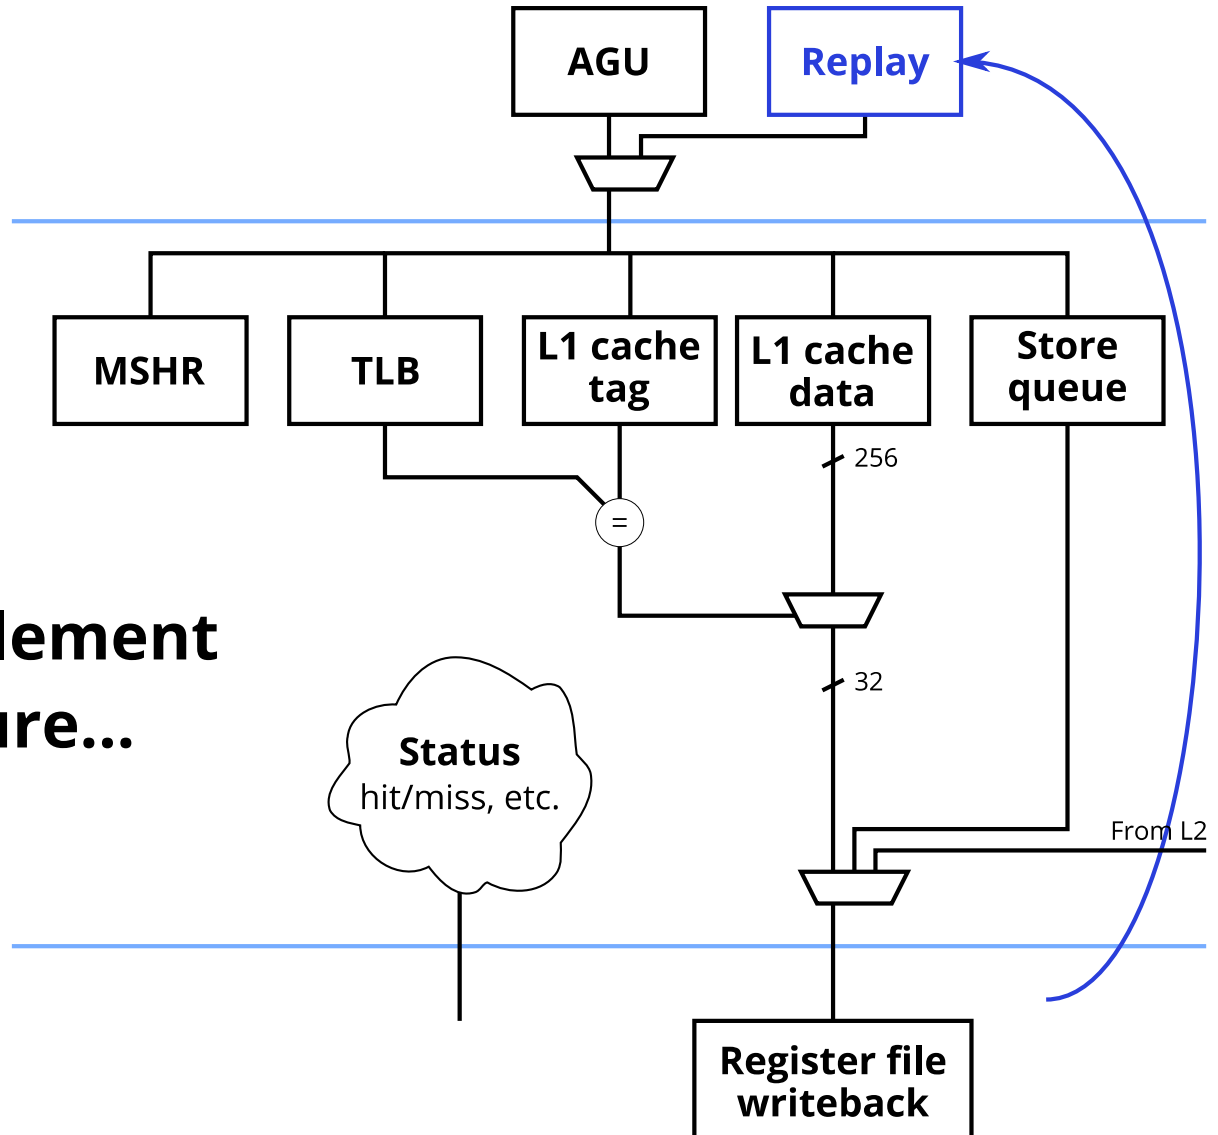 AGU
Replay
MSHR
TLB
L1 cache
tag
L1 cache
data
Store
queue
256
=
32
lement
ure...
Status
hit/miss, etc.
From L2
Register file
writeback